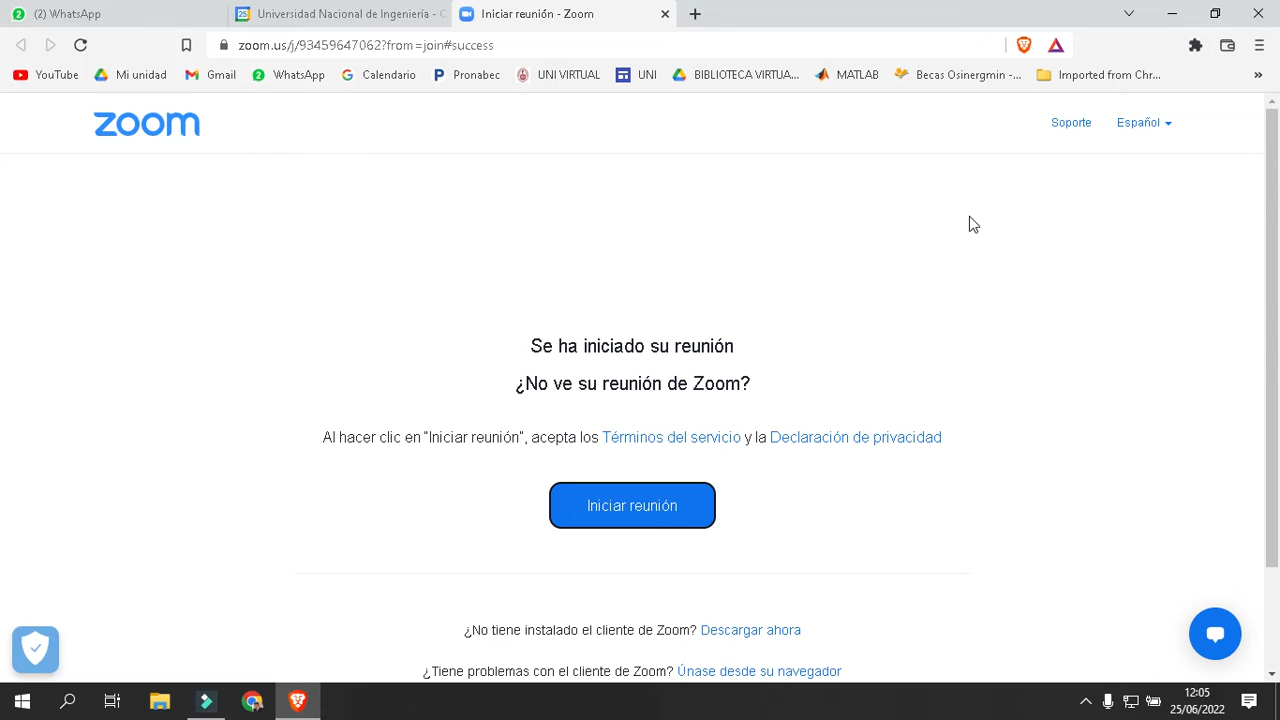 (2) WhatsApp
Universidad Nacional de Ingeniería - C
Iniciar reunión - Zoom
zoom.us/j/93459647062?from=join#success
YouTube Mi unidad Gmail WhatsApp Calendario Pronabec UNI VIRTUAL UNI BIBLIOTECA VIRTUA... MATLAB Becas Osinergmin -... Imported from Chr... »
zoom
Soporte Español
Se ha iniciado su reunión
¿No ve su reunión de Zoom?
Al hacer clic en “Iniciar reunión”, acepta los Términos del servicio y la Declaración de privacidad
Iniciar reunión
¿No tiene instalado el cliente de Zoom? Descargar ahora
¿Tiene problemas con el cliente de Zoom? Únase desde su navegador
12:05
25/06/2022